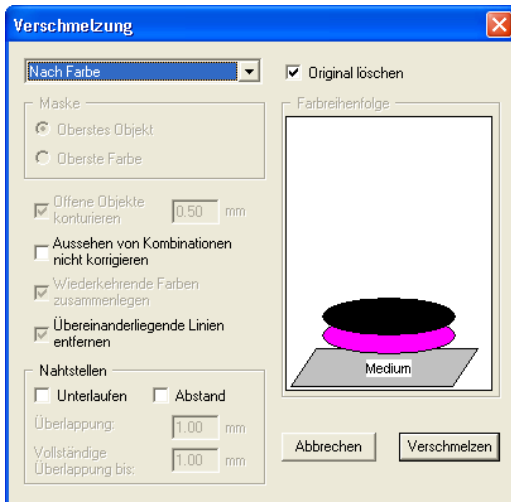 Verschmelzung
Nach Farbe
Original löschen
Maske
Oberstes Objekt
Oberste Farbe
Offene Objekte
konturieren
0.50 mm
Aussehen von Kombinationen
nicht korrigieren
Wiederkehrende Farben
zusammenlegen
Übereinanderliegende Linien
entfernen
Nahtstellen
Unterlaufen
Abstand
Überlappung: 1.00 mm
Vollständige
Überlappung bis: 1.00 mm
Farbreihenfolge
Medium
Abbrechen
Verschmelzen